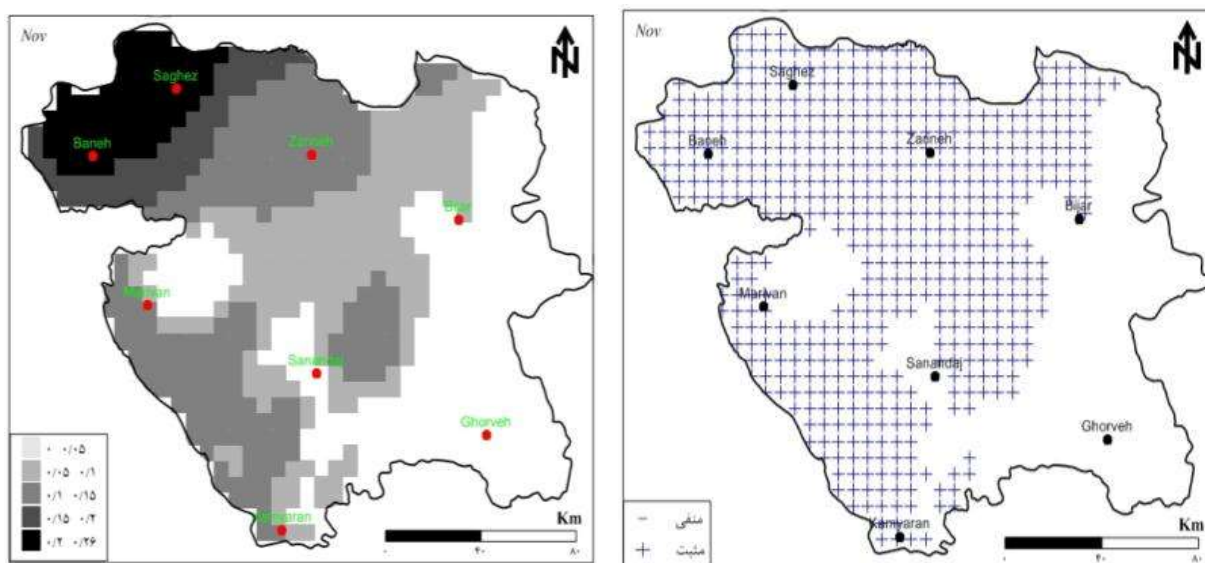 Nov
N
Saghez
Baneh
Zarineh
Bijar
Marivan
Sanandaj
Ghorveh
Kamyaran
۰ ۰/۰۵
۰/۰۵ ۰/۱
۰/۱ ۰/۱۵
۰/۱۵ ۰/۲
۰/۲ ۰/۲۶
Km
۰ ۴۰ ۸۰
Nov
N
Saghez
Baneh
Zarineh
Bijar
Marivan
Sanandaj
Ghorveh
Kamyaran
منفی −
مثبت +
Km
۰ ۴۰ ۸۰